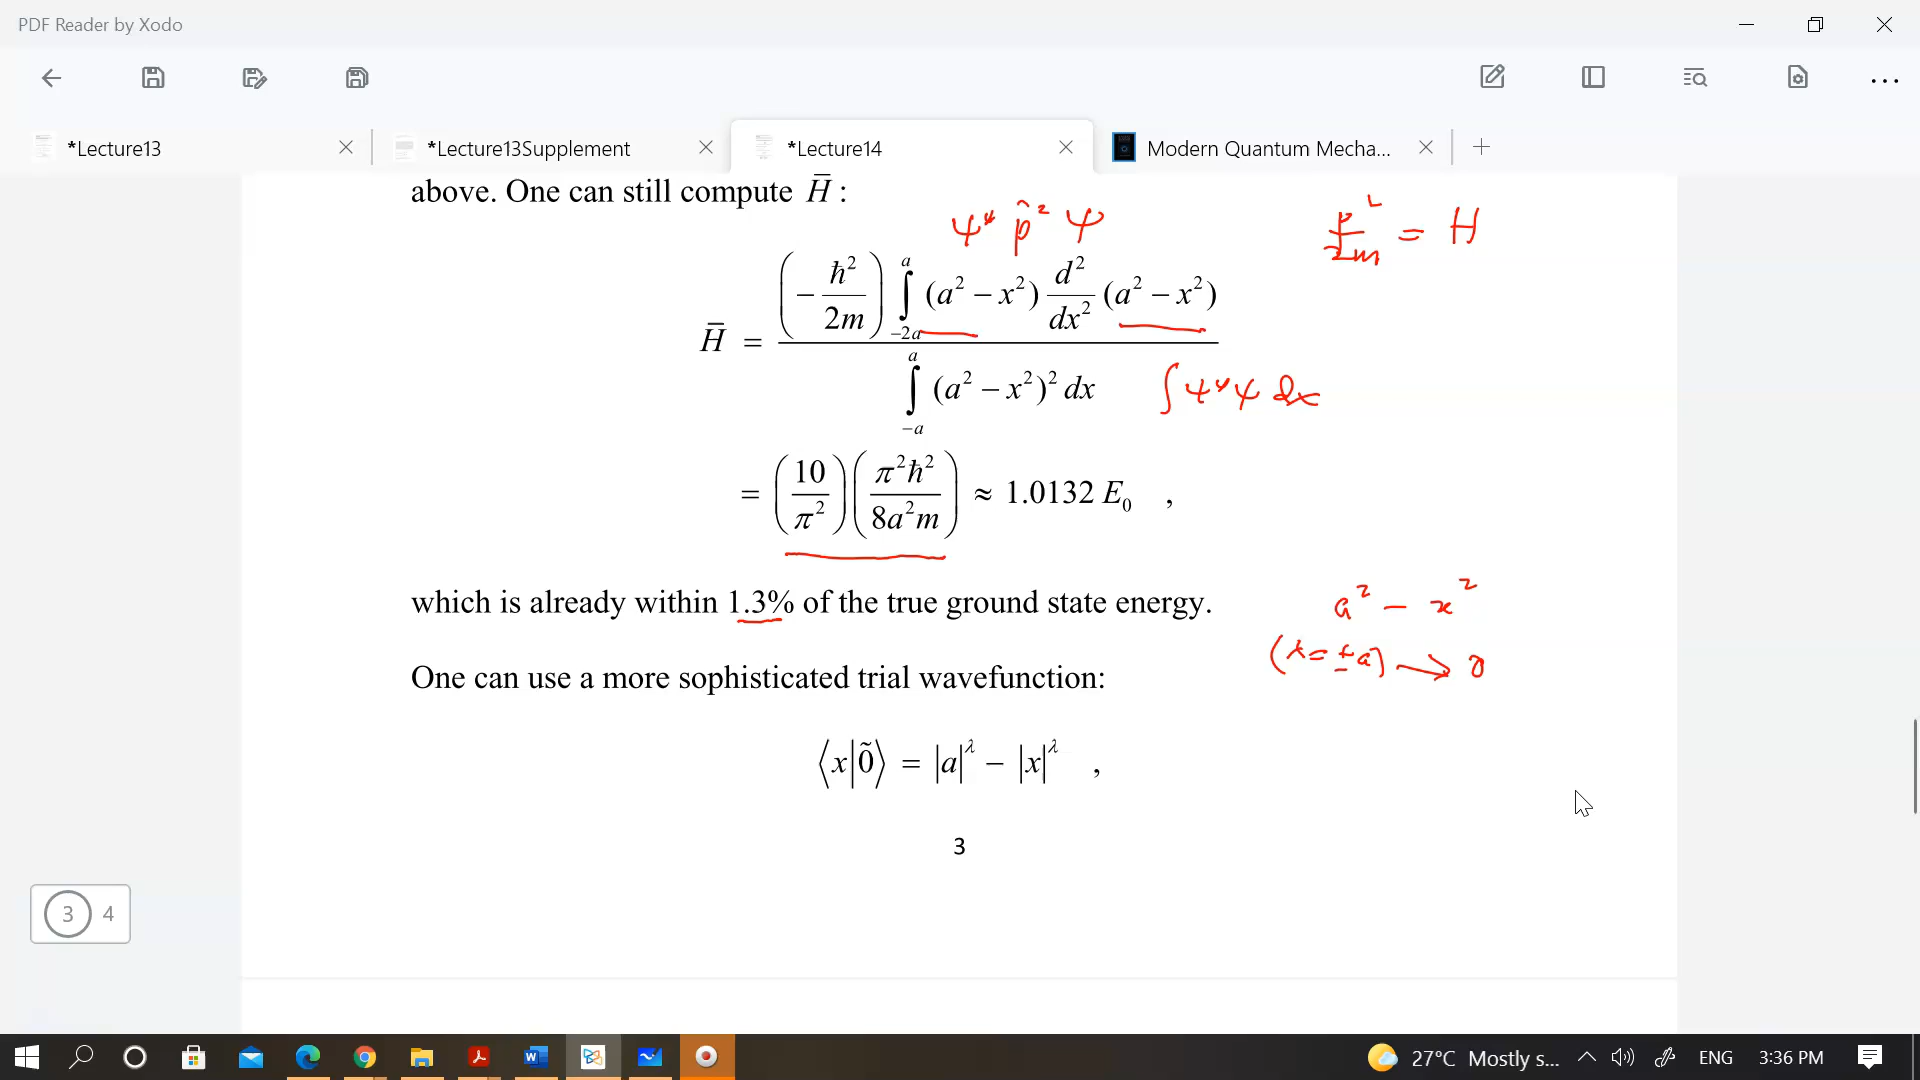 PDF Reader by Xodo
*Lecture13
*Lecture13Supplement
*Lecture14
Modern Quantum Mecha...
above. One can still compute H̄ :
ψ* p̂² ψ
p²/2m = H
H̄ = (−ħ²/2m) ∫_{−2a}^{a} (a² − x²) d²/dx² (a² − x²) / ∫_{−a}^{a} (a² − x²)² dx
∫ψ*ψ dx
= (10/π²)(π²ħ²/8a²m) ≈ 1.0132 E₀ ,
which is already within 1.3% of the true ground state energy.
a² − x²
(x = ±a) → 0
One can use a more sophisticated trial wavefunction:
⟨x|0̃⟩ = |a|^λ − |x|^λ ,
3
3 4
27°C Mostly s...
ENG
3:36 PM